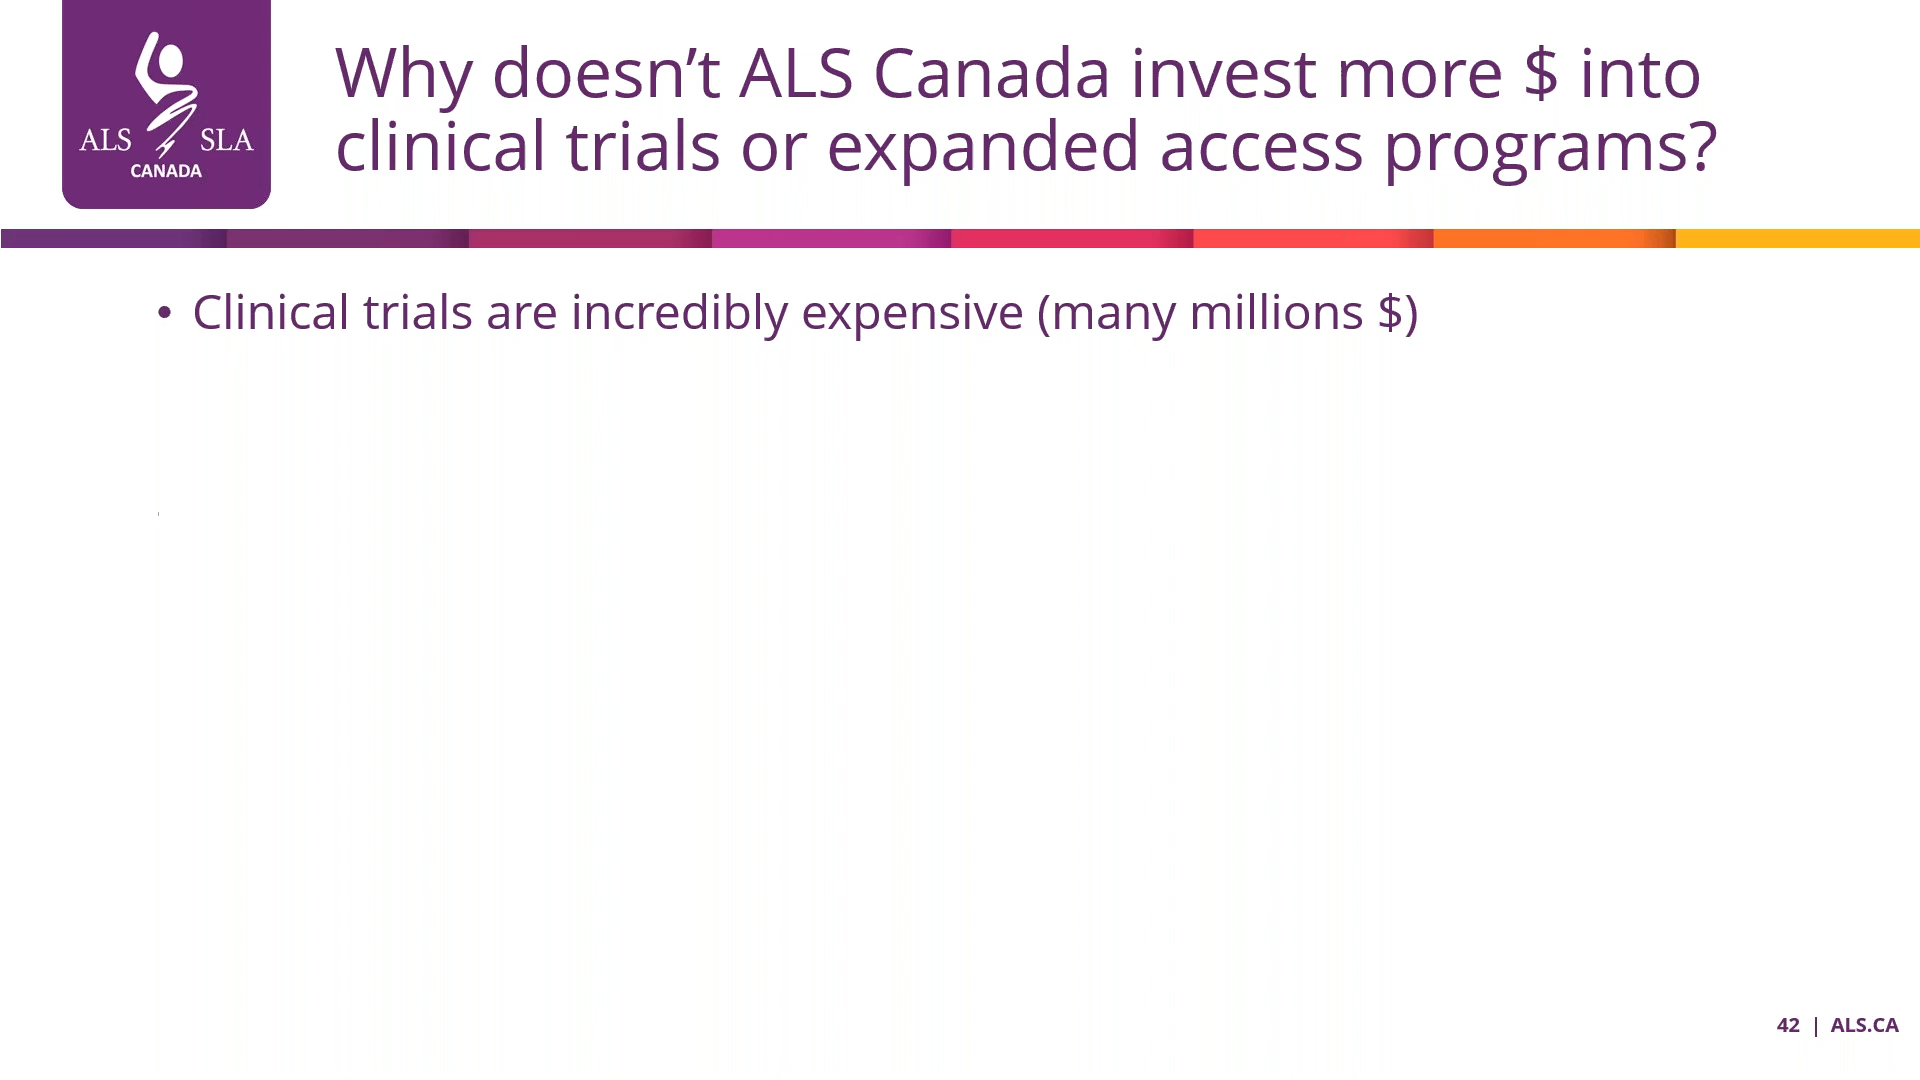 ALS SLA
CANADA
Why doesn’t ALS Canada invest more $ into
clinical trials or expanded access programs?
• Clinical trials are incredibly expensive (many millions $)
42 | ALS.CA